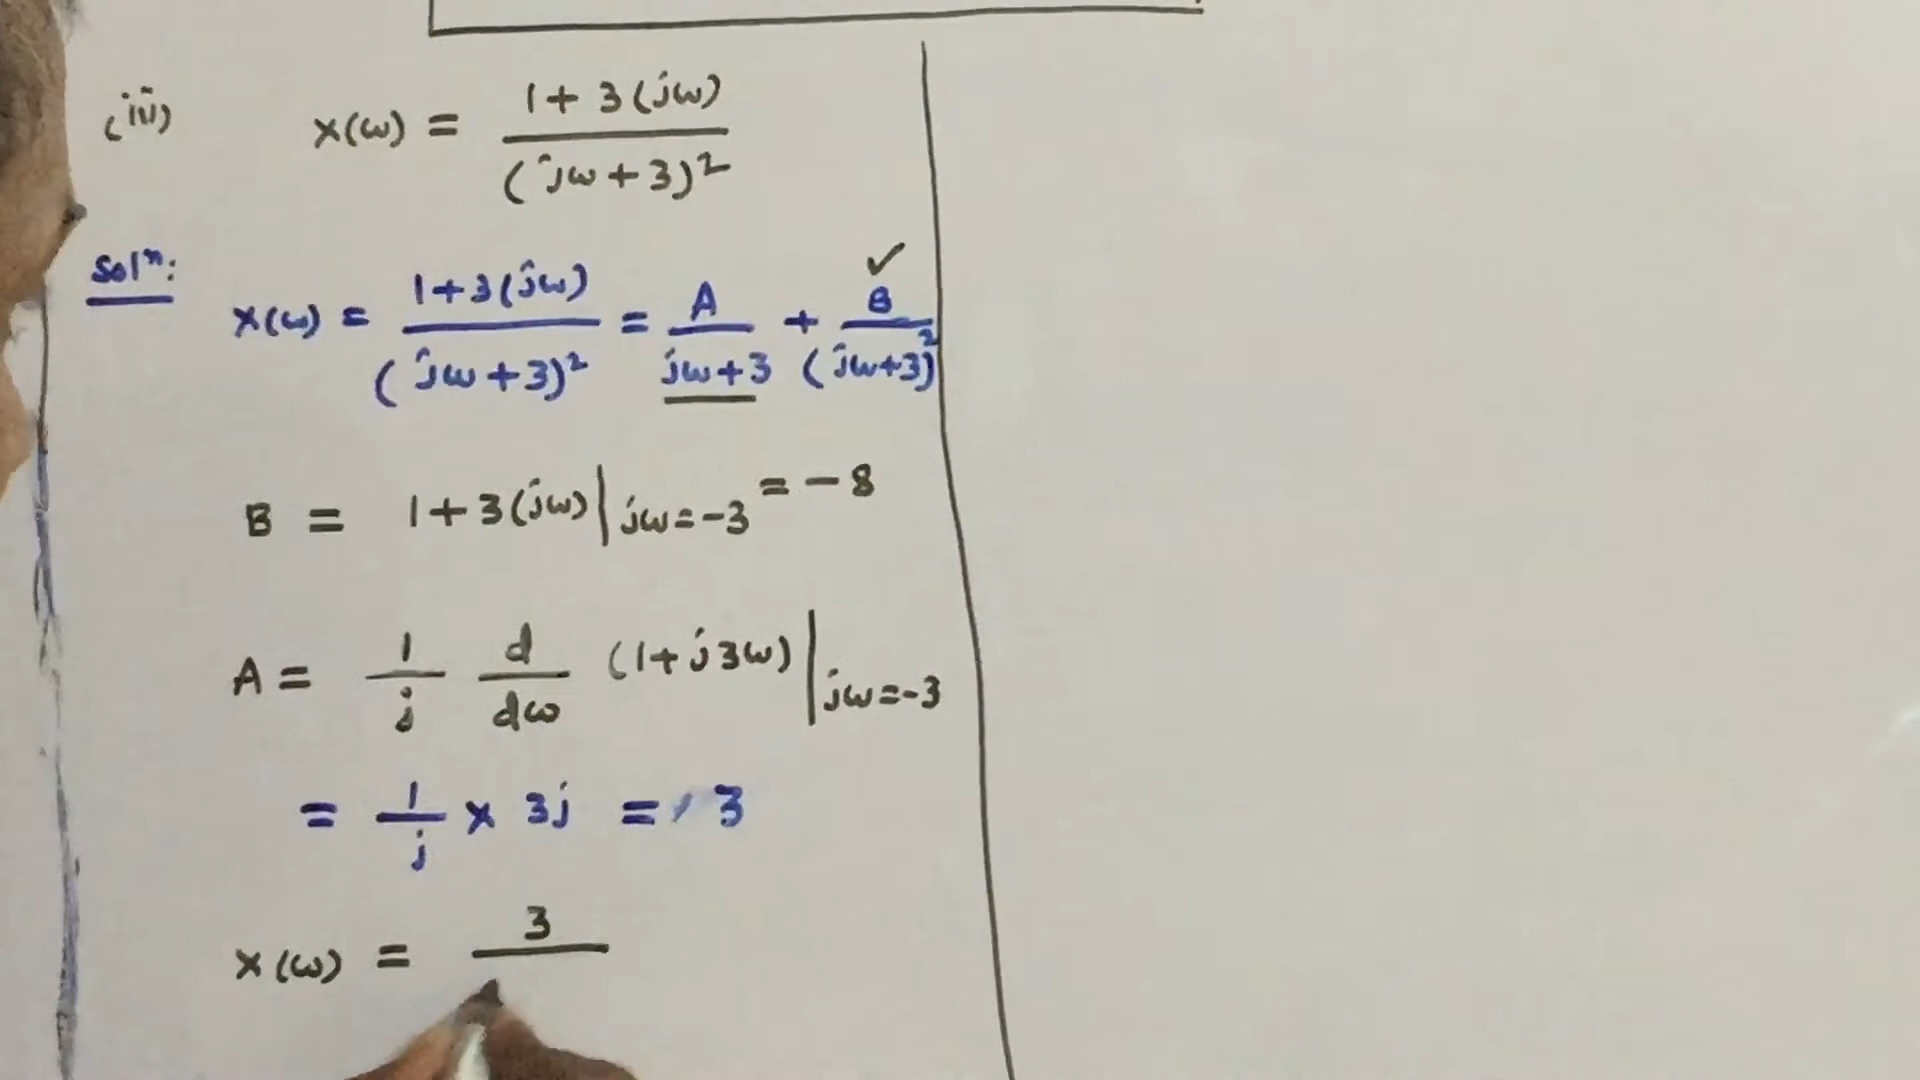 (iii) X(ω) = 1 + 3(jω) / (jω + 3)²
Solⁿ: X(ω) = 1 + 3(jω) / (jω + 3)² = A / jω + 3 + B / (jω + 3)² ✓
B = 1 + 3(jω) | jω = -3 = - 8
A = 1/j d/dω (1 + j3ω) | jω = -3
= 1/j × 3j = 3
X(ω) = 3 /